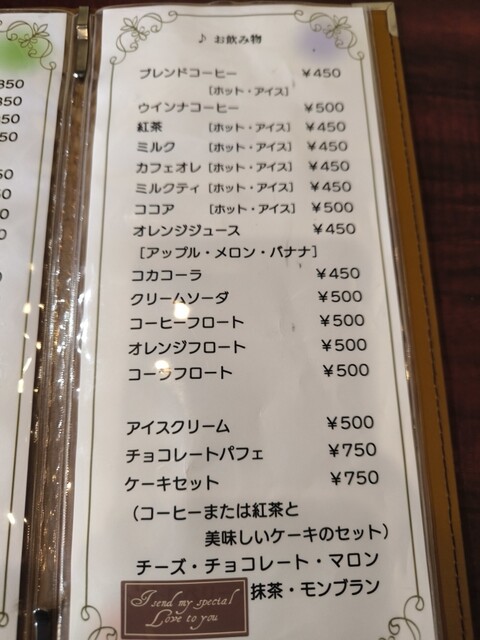 850
850
850
850
♪ お飲み物
ブレンドコーヒー ¥450
[ホット・アイス]
ウインナコーヒー ¥500
紅茶 [ホット・アイス] ¥450
ミルク [ホット・アイス] ¥450
カフェオレ [ホット・アイス] ¥450
ミルクティ [ホット・アイス] ¥450
ココア [ホット・アイス] ¥500
オレンジジュース ¥450
[アップル・メロン・バナナ]
コカコーラ ¥450
クリームソーダ ¥500
コーヒーフロート ¥500
オレンジフロート ¥500
コーラフロート ¥500
アイスクリーム ¥500
チョコレートパフェ ¥750
ケーキセット ¥750
(コーヒーまたは紅茶と
美味しいケーキのセット)
チーズ・チョコレート・マロン
抹茶・モンブラン
I send my special
Love to you